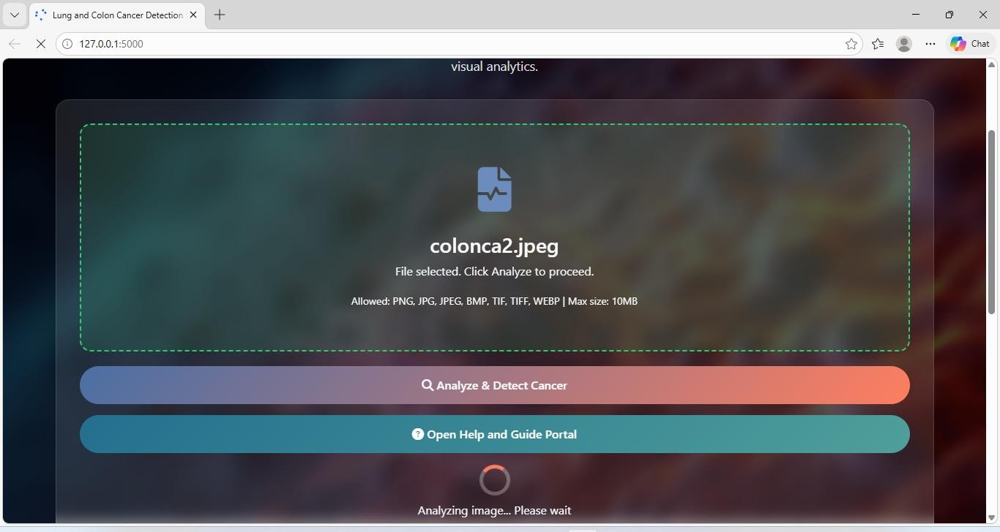 Lung and Colon Cancer Detection
127.0.0.1:5000
Chat
visual analytics.
colonca2.jpeg
File selected. Click Analyze to proceed.
Allowed: PNG, JPG, JPEG, BMP, TIF, TIFF, WEBP | Max size: 10MB
Analyze & Detect Cancer
? Open Help and Guide Portal
Analyzing image... Please wait